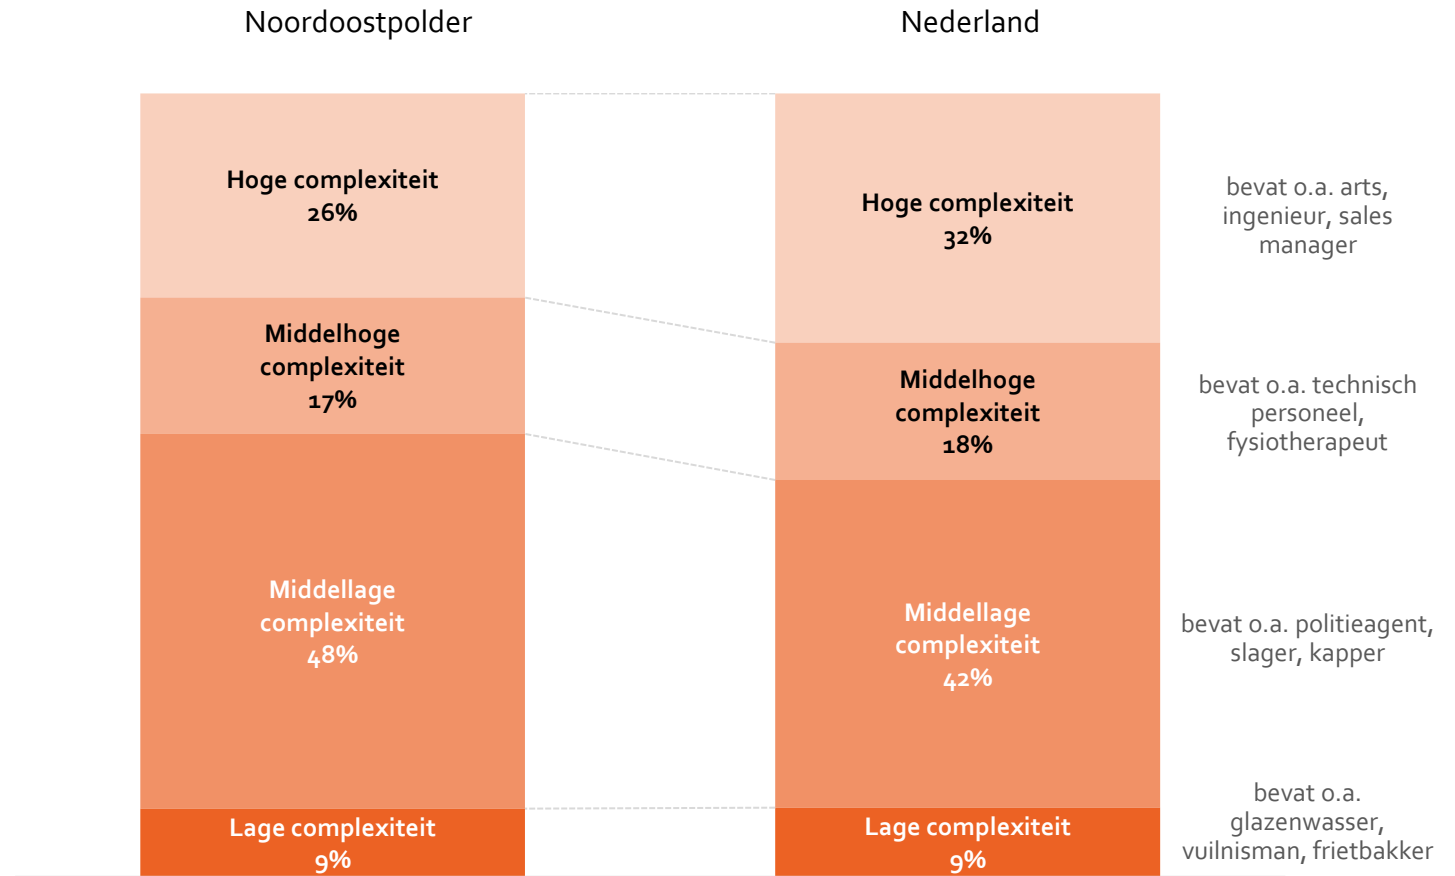 Noordoostpolder
Nederland
Hoge complexiteit
26%
Middelhoge
complexiteit
17%
Middellage
complexiteit
48%
Lage complexiteit
9%
Hoge complexiteit
32%
Middelhoge
complexiteit
18%
Middellage
complexiteit
42%
Lage complexiteit
9%
bevat o.a. arts,
ingenieur, sales
manager
bevat o.a. technisch
personeel,
fysiotherapeut
bevat o.a. politieagent,
slager, kapper
bevat o.a.
glazenwasser,
vuilnisman, frietbakker